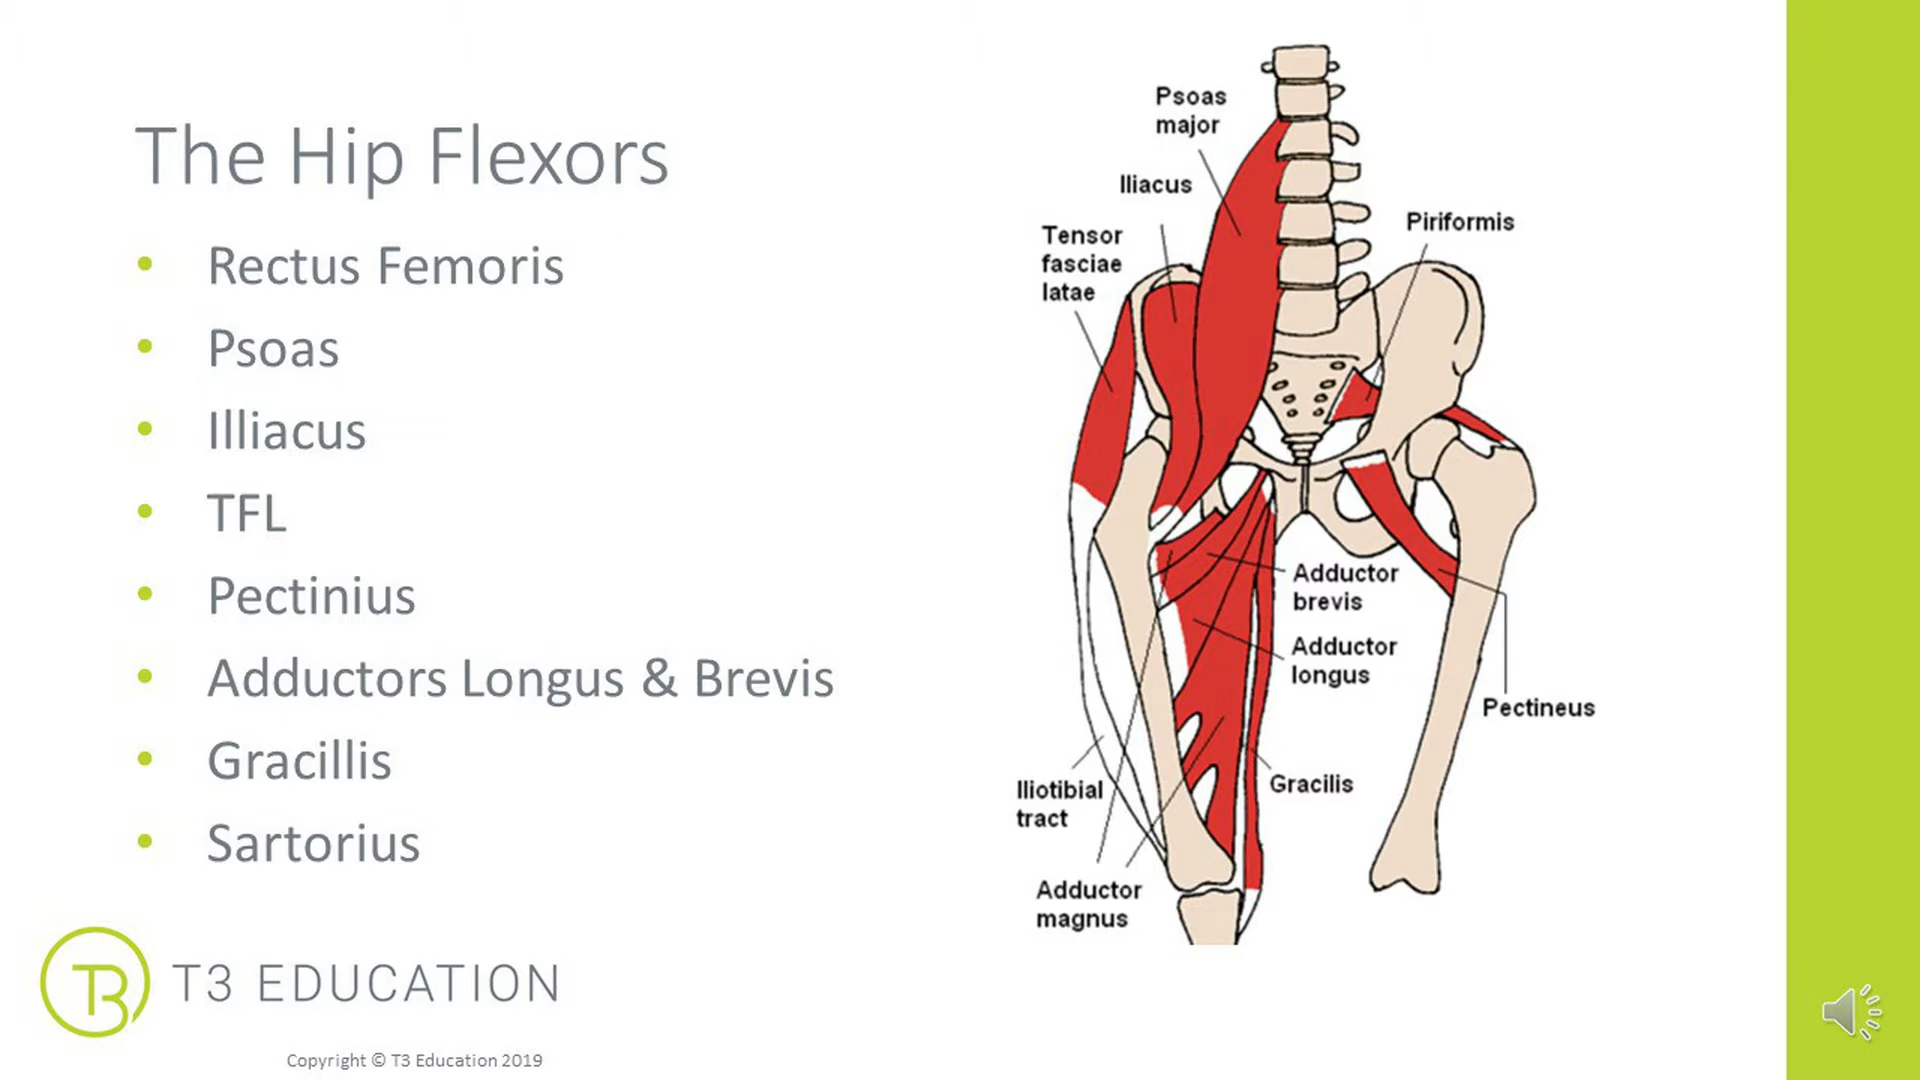 The Hip Flexors
• Rectus Femoris
• Psoas
• Illiacus
• TFL
• Pectinius
• Adductors Longus & Brevis
• Gracillis
• Sartorius
Psoas
major
Iliacus
Tensor
fasciae
latae
Piriformis
Adductor
brevis
Adductor
longus
Pectineus
Gracilis
Iliotibial
tract
Adductor
magnus
T3 EDUCATION
Copyright © T3 Education 2019